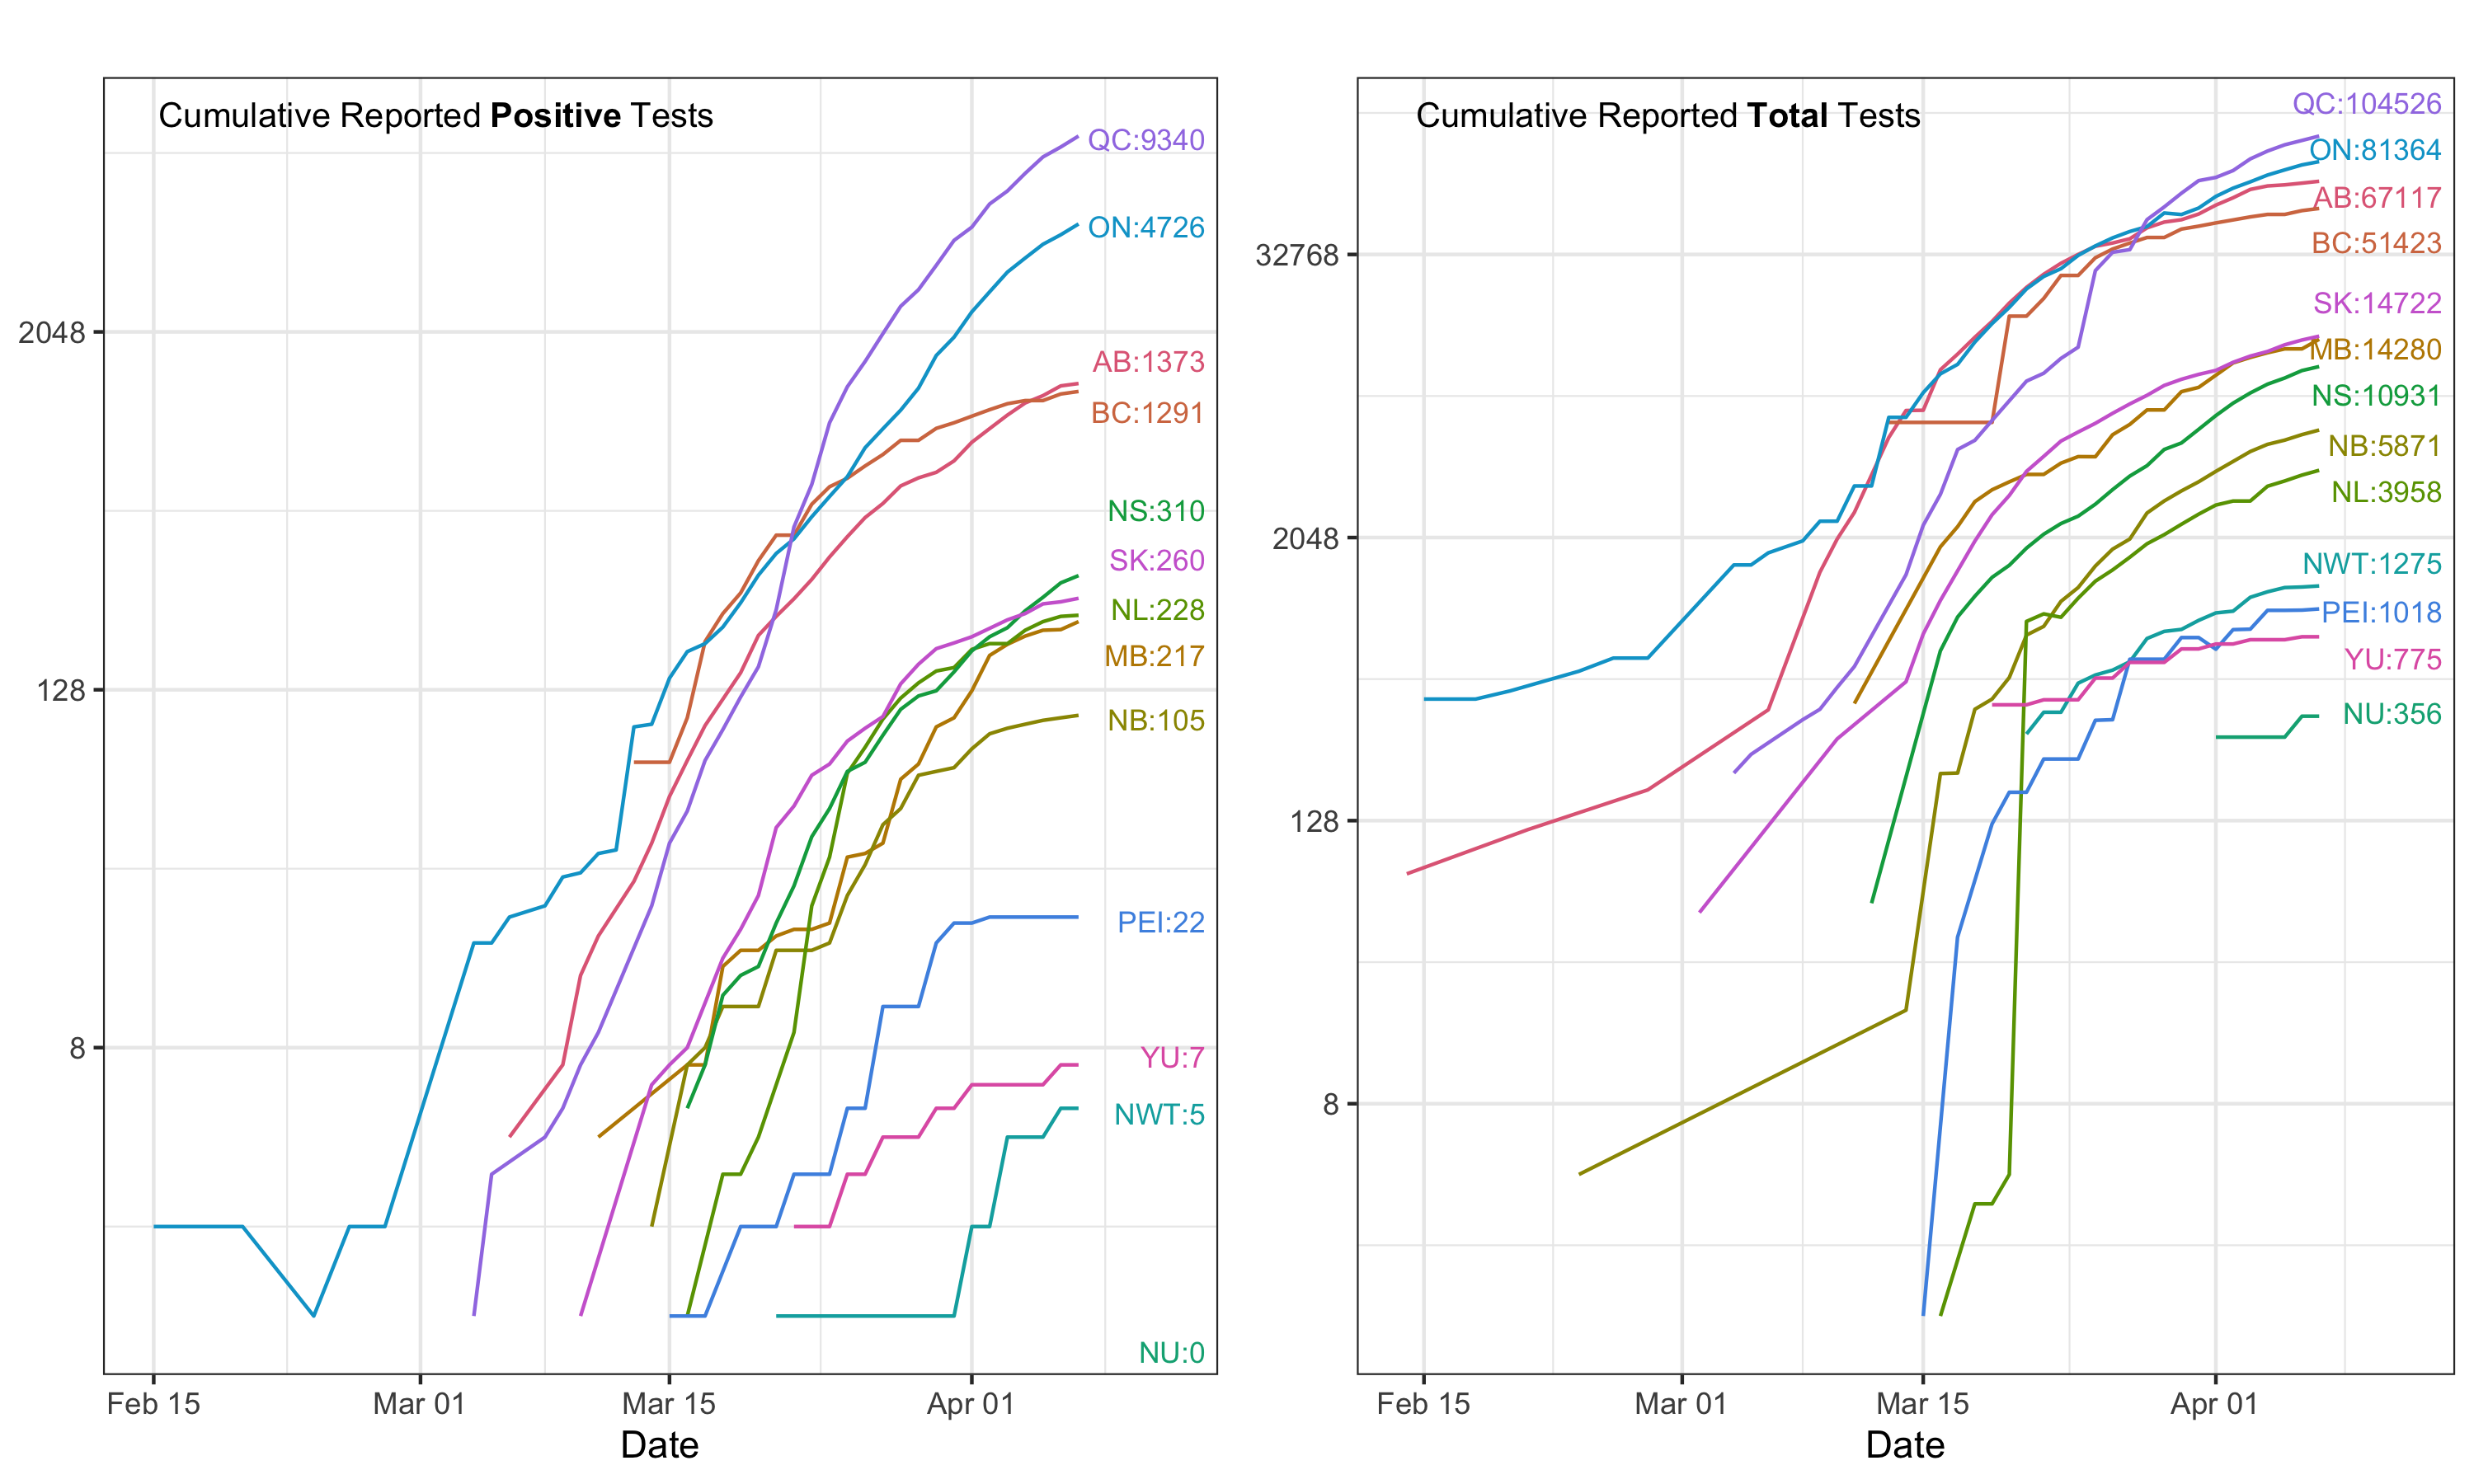 Cumulative Reported Positive Tests
QC:9340
ON:4726
2048
AB:1373
BC:1291
NS:310
SK:260
NL:228
MB:217
128
NB:105
PEI:22
8
YU:7
NWT:5
NU:0
Feb 15 Mar 01 Mar 15 Apr 01
Date
Cumulative Reported Total Tests
QC:104526
ON:81364
AB:67117
32768
BC:51423
SK:14722
MB:14280
NS:10931
NB:5871
NL:3958
2048
NWT:1275
PEI:1018
YU:775
NU:356
128
8
Feb 15 Mar 01 Mar 15 Apr 01
Date